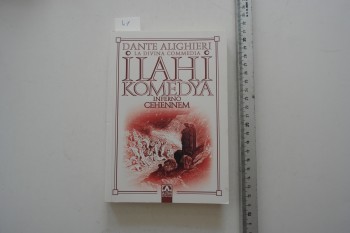 DANTE ALIGHIERI
LA DIVINA COMMEDIA
İLAHİ
KOMEDYA
INFERNO
CEHENNEM